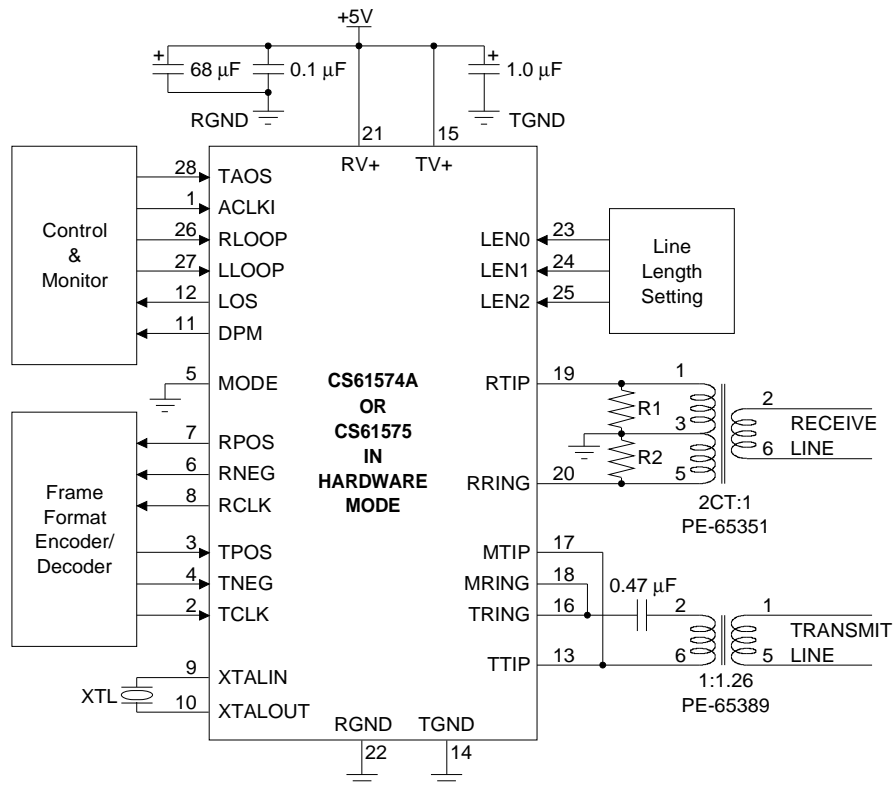 +5V
+
68 μF
0.1 μF
+
1.0 μF
RGND
TGND
21
15
RV+
TV+
Control
&
Monitor
28
TAOS
1
ACLKI
26
RLOOP
27
LLOOP
12
LOS
11
DPM
5
MODE
LEN0
23
LEN1
24
LEN2
25
Line
Length
Setting
CS61574A
OR
CS61575
IN
HARDWARE
MODE
RTIP
19
R1
R2
RRING
20
1
3
5
2
6
RECEIVE
LINE
2CT:1
PE-65351
Frame
Format
Encoder/
Decoder
7
RPOS
6
RNEG
8
RCLK
3
TPOS
4
TNEG
2
TCLK
MTIP
17
MRING
18
TRING
16
TTIP
13
0.47 μF
2
6
1
5
TRANSMIT
LINE
1:1.26
PE-65389
XTL
9
XTALIN
10
XTALOUT
RGND
TGND
22
14